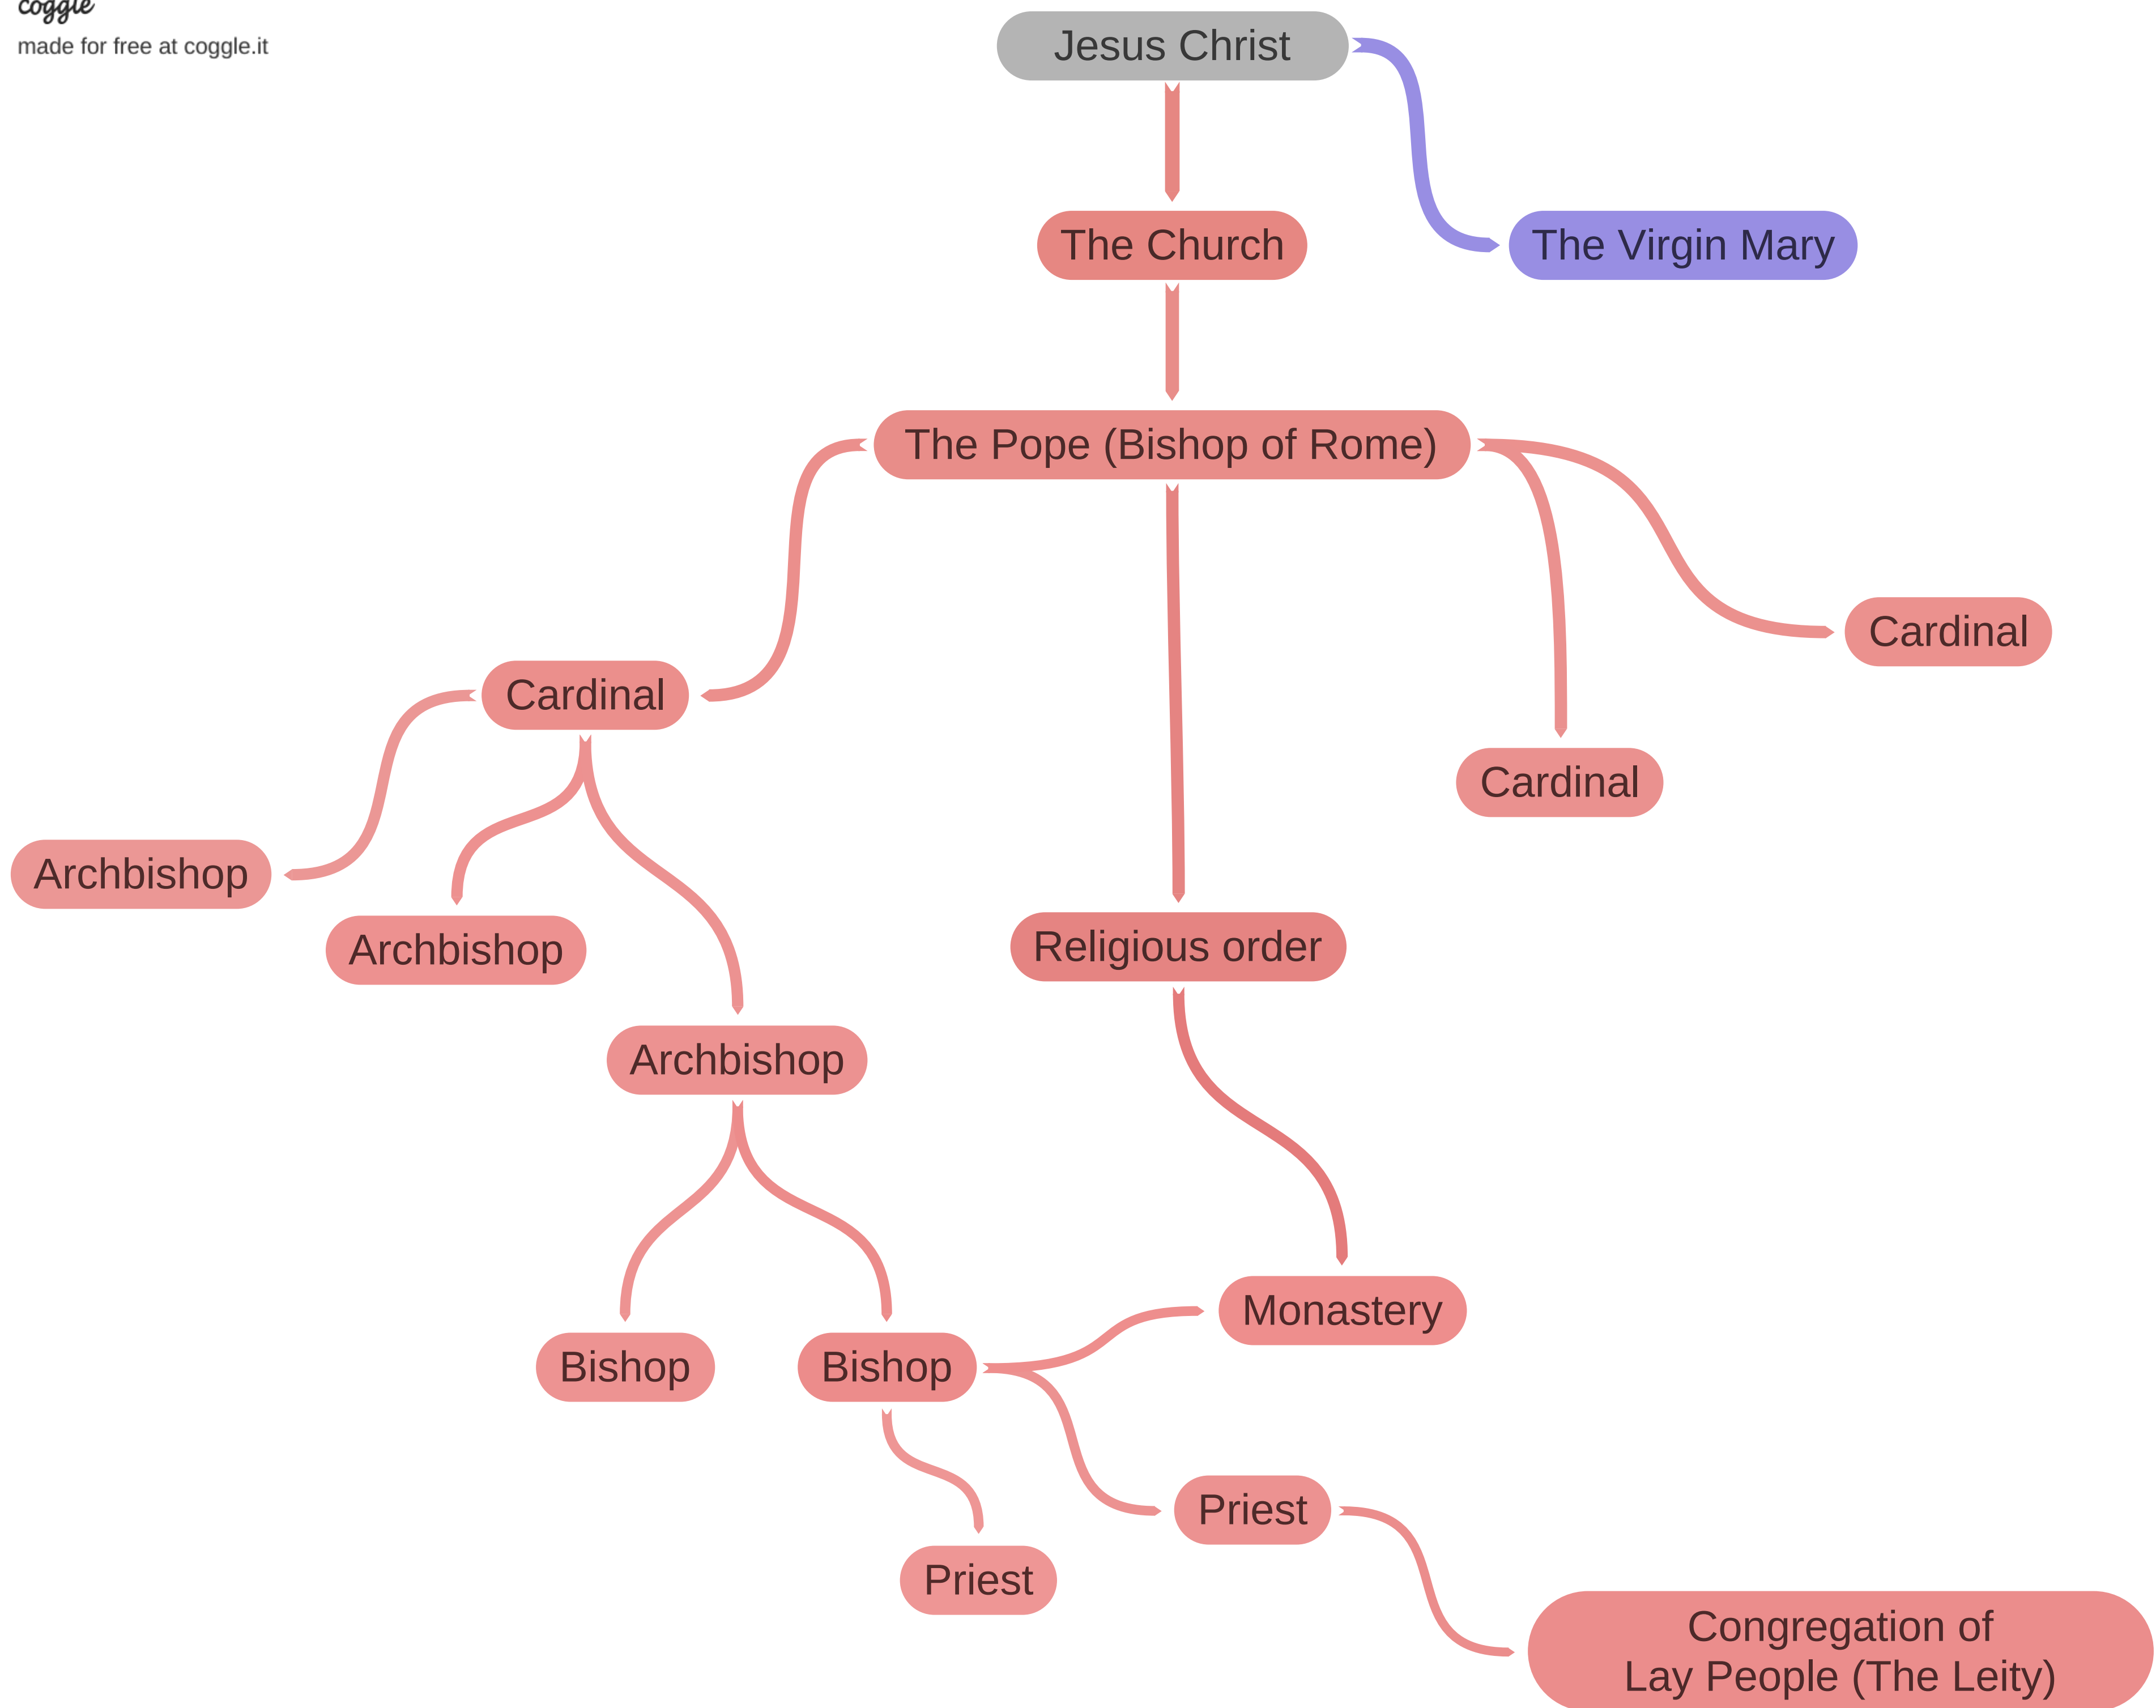 coggle
made for free at coggle.it
Jesus Christ
The Church
The Virgin Mary
The Pope (Bishop of Rome)
Cardinal
Cardinal
Cardinal
Archbishop
Archbishop
Religious order
Archbishop
Monastery
Bishop
Bishop
Priest
Priest
Congregation of
Lay People (The Leity)